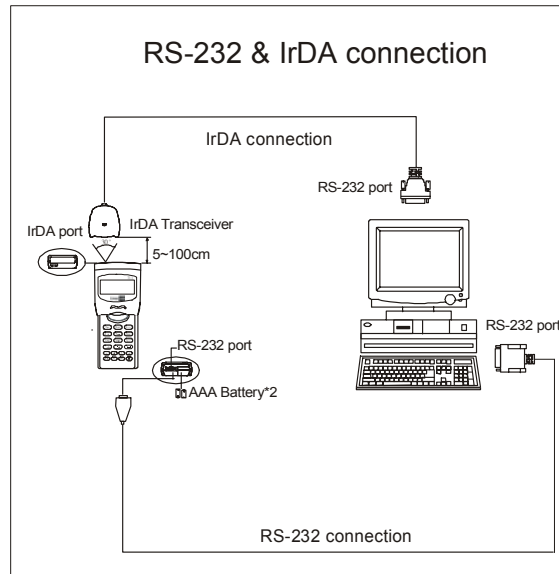 RS-232 & IrDA connection
IrDA connection
RS-232 port
IrDA port
IrDA Transceiver
30°
5~100cm
RS-232 port
RS-232 port
AAA Battery*2
RS-232 connection